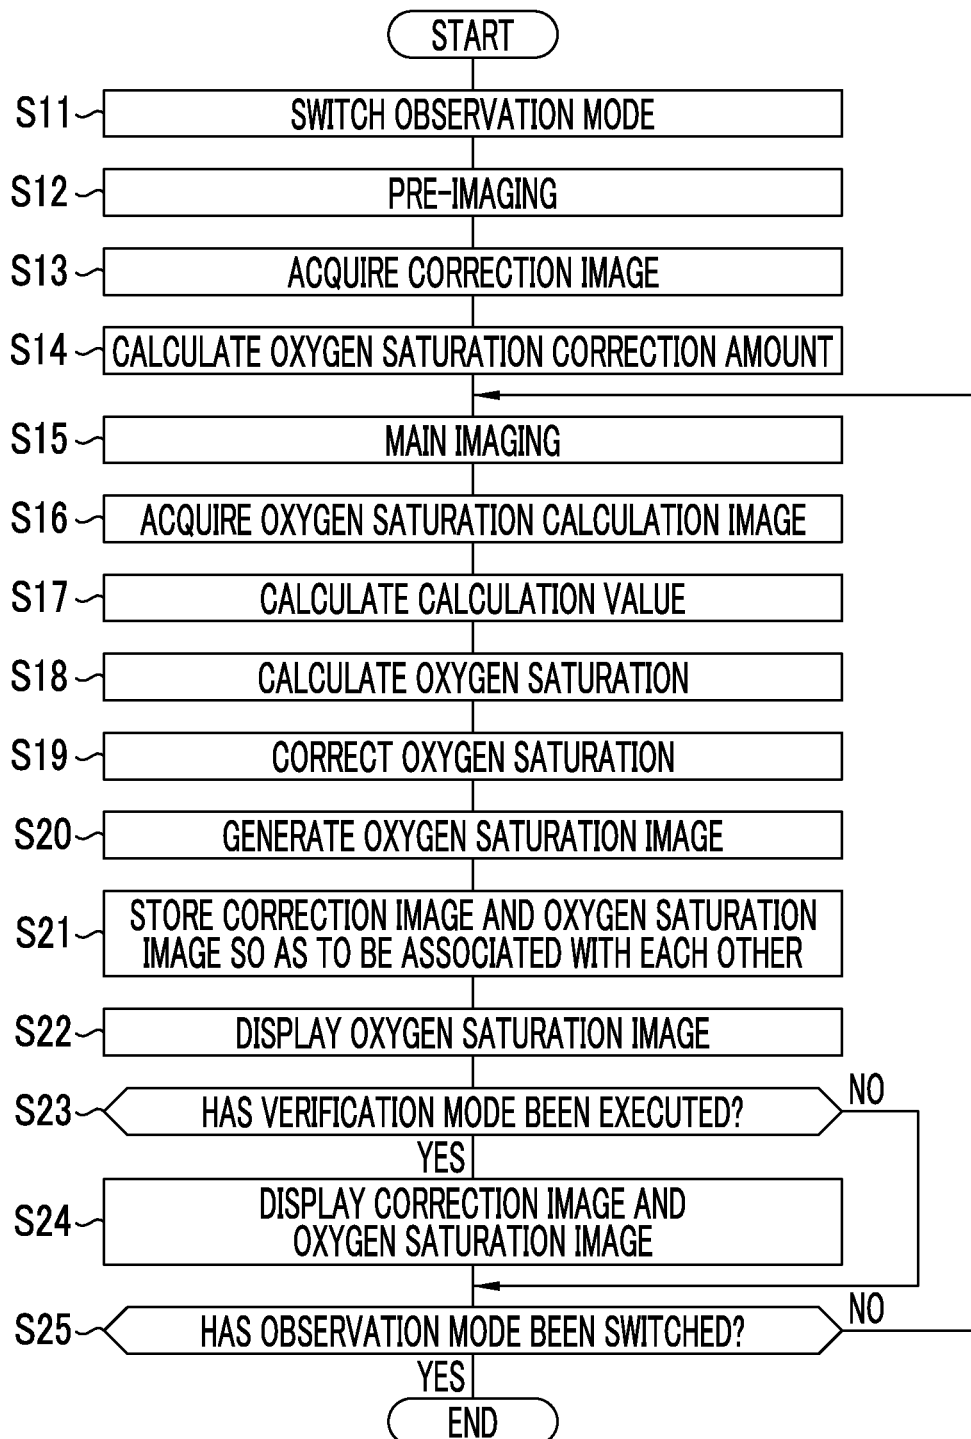 START
S11 SWITCH OBSERVATION MODE
S12 PRE-IMAGING
S13 ACQUIRE CORRECTION IMAGE
S14 CALCULATE OXYGEN SATURATION CORRECTION AMOUNT
S15 MAIN IMAGING
S16 ACQUIRE OXYGEN SATURATION CALCULATION IMAGE
S17 CALCULATE CALCULATION VALUE
S18 CALCULATE OXYGEN SATURATION
S19 CORRECT OXYGEN SATURATION
S20 GENERATE OXYGEN SATURATION IMAGE
S21 STORE CORRECTION IMAGE AND OXYGEN SATURATION
IMAGE SO AS TO BE ASSOCIATED WITH EACH OTHER
S22 DISPLAY OXYGEN SATURATION IMAGE
S23 HAS VERIFICATION MODE BEEN EXECUTED? NO
YES
S24 DISPLAY CORRECTION IMAGE AND
OXYGEN SATURATION IMAGE
S25 HAS OBSERVATION MODE BEEN SWITCHED? NO
YES
END